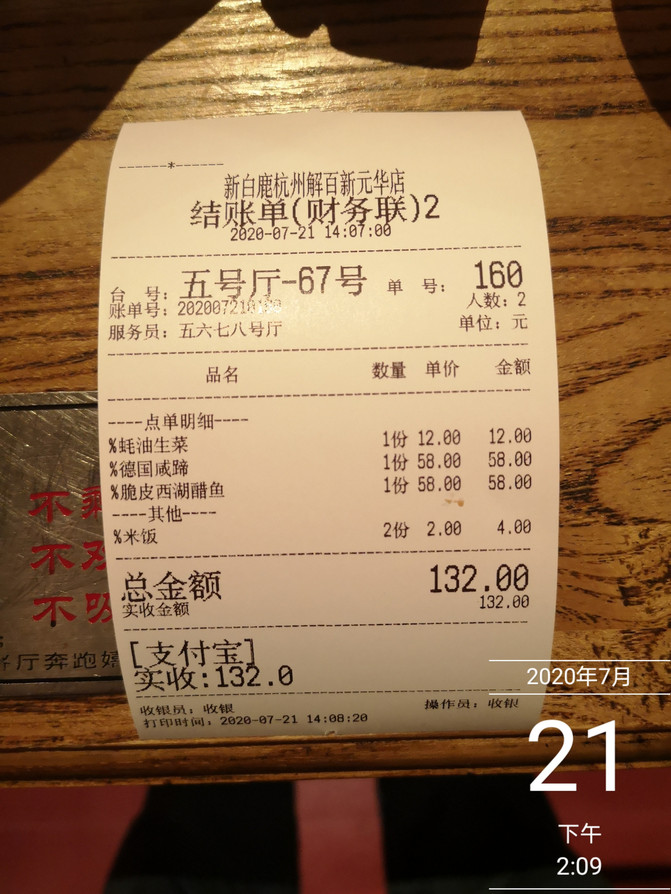 ------*------
新白鹿杭州解百新元华店
结账单(财务联)2
2020-07-21 14:07:00
台 号: 五号厅-67号 单 号: 160
账单号: 202007210 人数: 2
服务员: 五六七八号厅 单位: 元
品名 数量 单价 金额
----点单明细----
%蚝油生菜 1份 12.00 12.00
%德国咸蹄 1份 58.00 58.00
%脆皮西湖醋鱼 1份 58.00 58.00
----其他----
%米饭 2份 2.00 4.00
总金额 132.00
实收金额 132.00
[支付宝]
实收:132.0
收银员: 收银 操作员: 收银
打印时间: 2020-07-21 14:08:20
不
不
不吸
厅奔跑嬉
2020年7月
21
下午
2:09